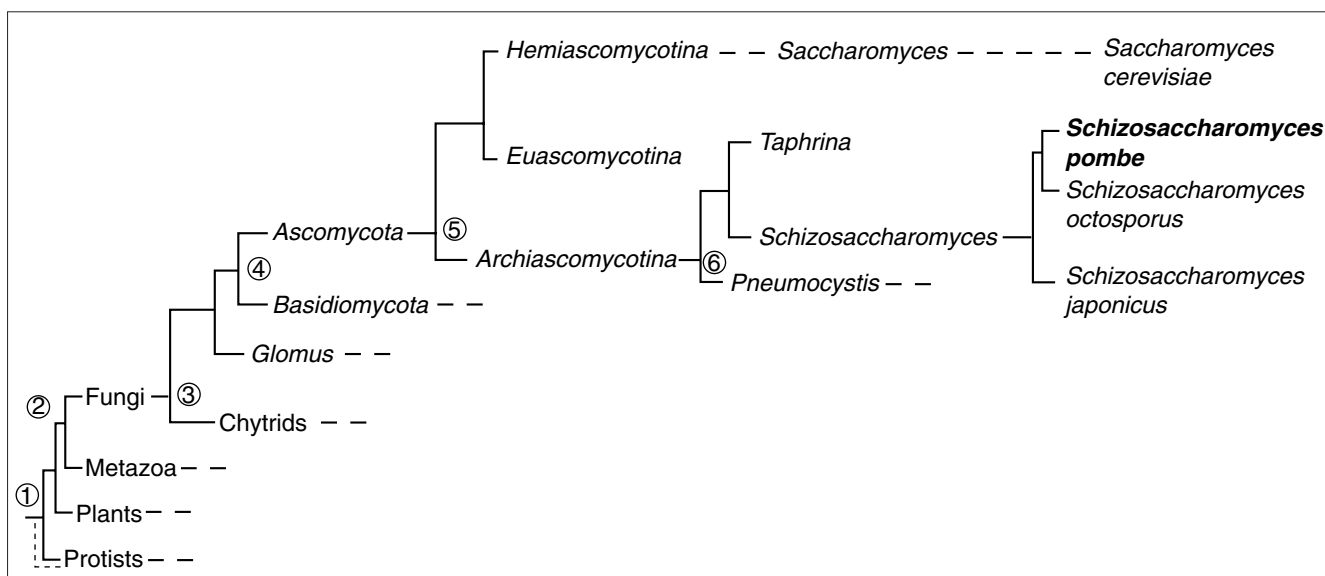 Hemiascomycotina
Saccharomyces
Saccharomyces
cerevisiae
Schizosaccharomyces
pombe
Taphrina
Euascomycotina
Schizosaccharomyces
octosporus
Ascomycota
⑤
Schizosaccharomyces
Archiascomycotina
⑥
④
Pneumocystis
Schizosaccharomyces
japonicus
Basidiomycota
Glomus
②
Fungi
③
Chytrids
Metazoa
①
Plants
Protists